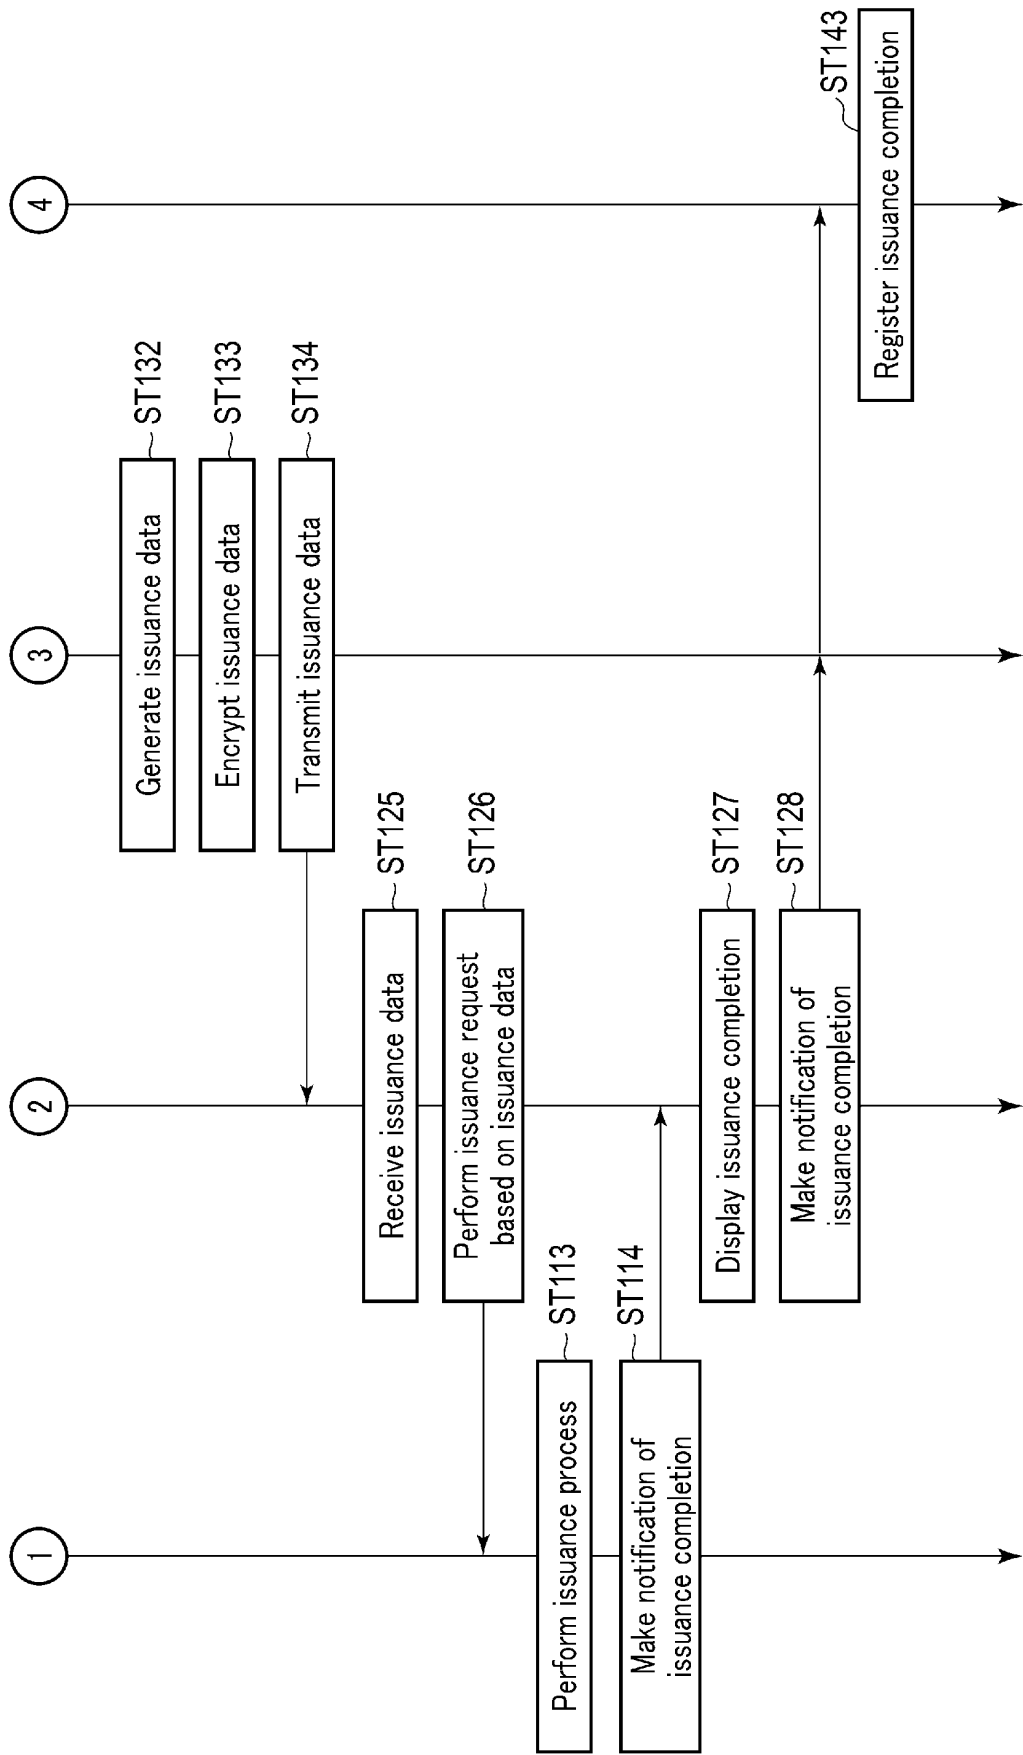 1
2
3
4
Generate issuance data
ST132
Encrypt issuance data
ST133
Transmit issuance data
ST134
Receive issuance data
ST125
Perform issuance request
based on issuance data
ST126
Perform issuance process
ST113
Make notification of
issuance completion
ST114
Display issuance completion
ST127
Make notification of
issuance completion
ST128
Register issuance completion
ST143